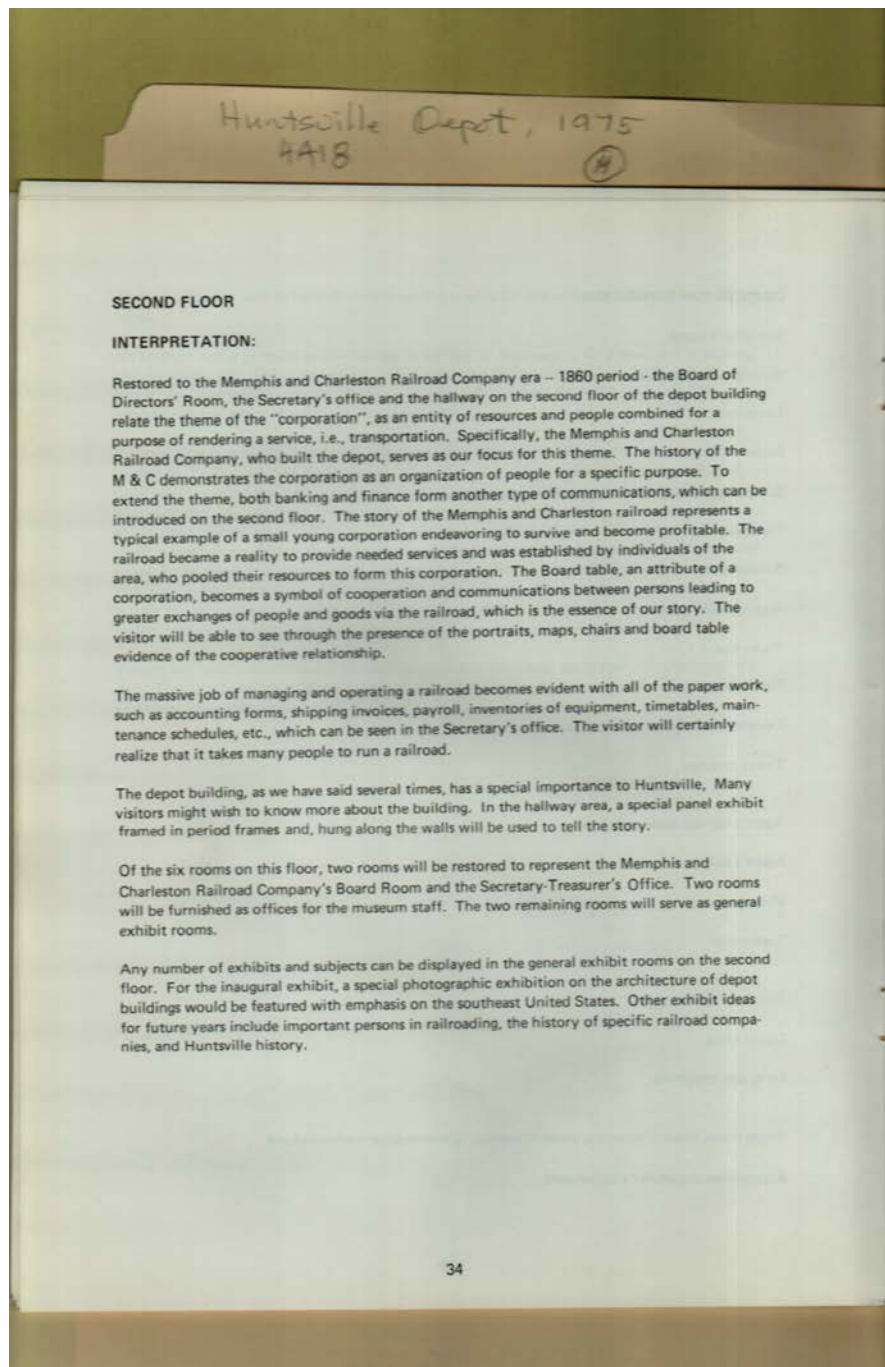 Huntsville Depot, 1975
4418
SECOND FLOOR
INTERPRETATION:
Restored to the Memphis and Charleston Railroad Company era -- 1860 period - the Board of
Directors' Room, the Secretary's office and the hallway on the second floor of the depot building
relate the theme of the "corporation", as an entity of resources and people combined for a
purpose of rendering a service, i.e., transportation. Specifically, the Memphis and Charleston
Railroad Company, who built the depot, serves as our focus for this theme. The history of the
M & C demonstrates the corporation as an organization of people for a specific purpose. To
extend the theme, both banking and finance form another type of communications, which can be
introduced on the second floor. The story of the Memphis and Charleston railroad represents a
typical example of a small young corporation endeavoring to survive and become profitable. The
railroad became a reality to provide needed services and was established by individuals of the
area, who pooled their resources to form this corporation. The Board table, an attribute of a
corporation, becomes a symbol of cooperation and communications between persons leading to
greater exchanges of people and goods via the railroad, which is the essence of our story. The
visitor will be able to see through the presence of the portraits, maps, chairs and board table
evidence of the cooperative relationship.
The massive job of managing and operating a railroad becomes evident with all of the paper work,
such as accounting forms, shipping invoices, payroll, inventories of equipment, timetables, main-
tenance schedules, etc., which can be seen in the Secretary's office. The visitor will certainly
realize that it takes many people to run a railroad.
The depot building, as we have said several times, has a special importance to Huntsville, Many
visitors might wish to know more about the building. In the hallway area, a special panel exhibit
framed in period frames and, hung along the walls will be used to tell the story.
Of the six rooms on this floor, two rooms will be restored to represent the Memphis and
Charleston Railroad Company's Board Room and the Secretary-Treasurer's Office. Two rooms
will be furnished as offices for the museum staff. The two remaining rooms will serve as general
exhibit rooms.
Any number of exhibits and subjects can be displayed in the general exhibit rooms on the second
floor. For the inaugural exhibit, a special photographic exhibition on the architecture of depot
buildings would be featured with emphasis on the southeast United States. Other exhibit ideas
for future years include important persons in railroading, the history of specific railroad compa-
nies, and Huntsville history.
34